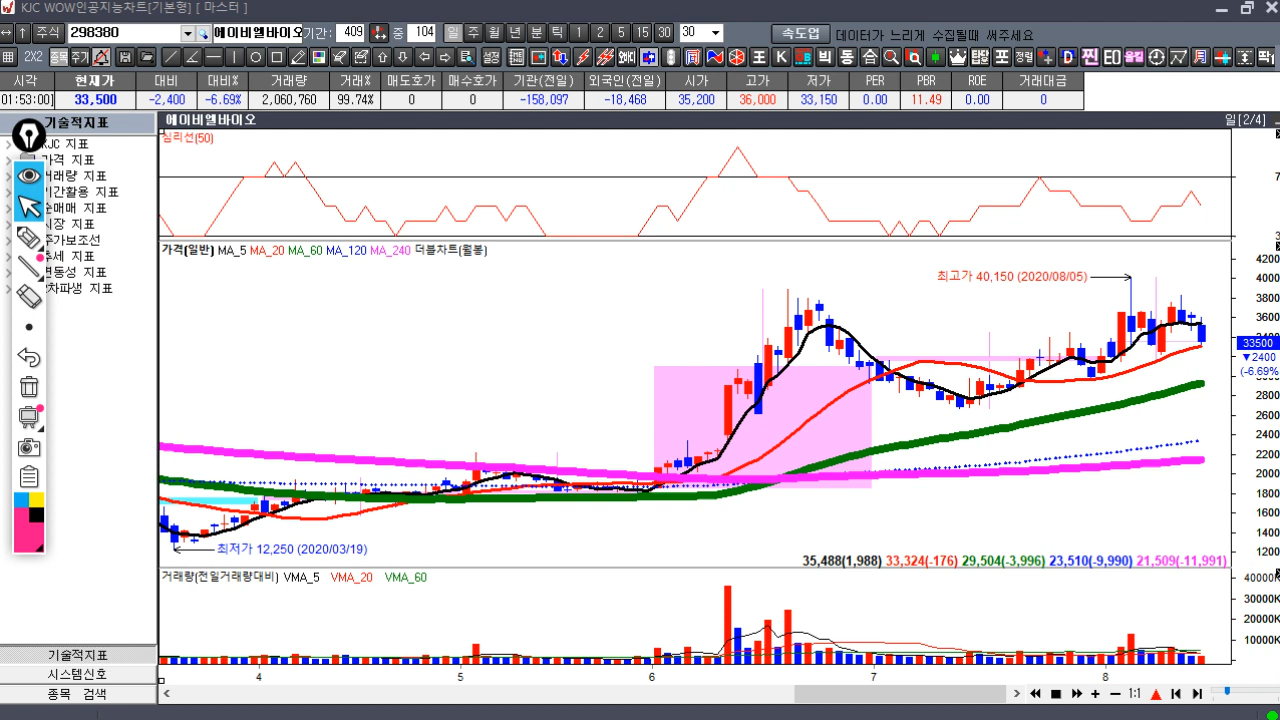 KJC WOW인공지능차트[기본형] [ 마스터 ]
주식 298380 에이비엘바이오 기간: 409 중 104 일 주 월 년 분 틱 1 2 5 15 30 30 속도업 데이터가 느리게 수집될때 써주세요
2X2 종목 주기 설정 정렬
시각 현재가 대비 대비% 거래량 거래% 매도호가 매수호가 기관(전일) 외국인(전일) 시가 고가 저가 PER PBR ROE 거래대금
01:53:00 33,500 -2,400 -6.69% 2,060,760 99.74% 0 0 -158,097 -18,468 35,200 36,000 33,150 0.00 11.49 0.00 0
기술적지표
에이비엘바이오 일[2/4]
KJC 지표
가격 지표
거래량 지표
시간활용 지표
순매매 지표
시장 지표
주가보조선
추세 지표
변동성 지표
심리선(50)
7
3
가격(일반) MA_5 MA_20 MA_60 MA_120 MA_240 더블차트(월봉)
최고가 40,150 (2020/08/05)
4200
4000
3800
3600
3400
33500
▼2400
(-6.69%
3000
2800
2600
2400
2200
2000
1800
1600
1400
1200
최저가 12,250 (2020/03/19)
35,488(1,988) 33,324(-176) 29,504(-3,996) 23,510(-9,990) 21,509(-11,991)
거래량(전일거래량대비) VMA_5 VMA_20 VMA_60
40000K
30000K
20000K
10000K
4 5 6 7 8
기술적지표
시스템신호
종목 검색
1:1